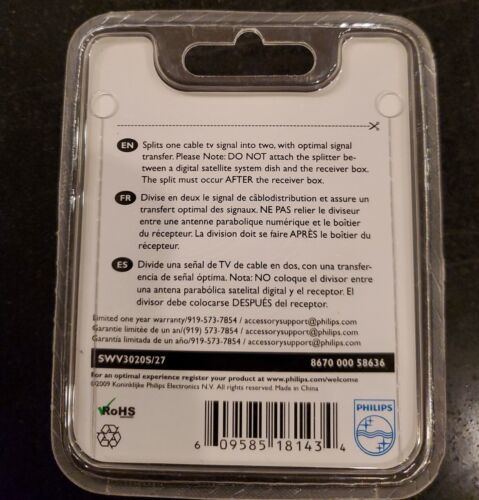 EN Splits one cable tv signal into two, with optimal signal
transfer. Please Note: DO NOT attach the splitter be-
tween a digital satellite system dish and the receiver box.
The split must occur AFTER the receiver box.
FR Divise en deux le signal de câblodistribution et assure un
transfert optimal des signaux. NE PAS relier le diviseur
entre une antenne parabolique numérique et le boîtier
du récepteur. La division doit se faire APRÈS le boîtier du
récepteur.
ES Divide una señal de TV de cable en dos, con una transfer-
encia de señal óptima. Nota: NO coloque el divisor entre
una antena parabólica satelital digital y el receptor. El
divisor debe colocarse DESPUÉS del receptor.
Limited one year warranty/919-573-7854 / accessorysupport@philips.com
Garantie limitée de un an/(919) 573-7854 / accessorysupport@philips.com
Garantía limitada de un año/919-573-7854 / accessorysupport@philips.com
SWV3020S/27 8670 000 58636
For an optimal experience register your product at www.philips.com/welcome
©2009 Koninklijke Philips Electronics N.V. All rights reserved. Made in China
RoHS
PHILIPS
6 09585 18143 4